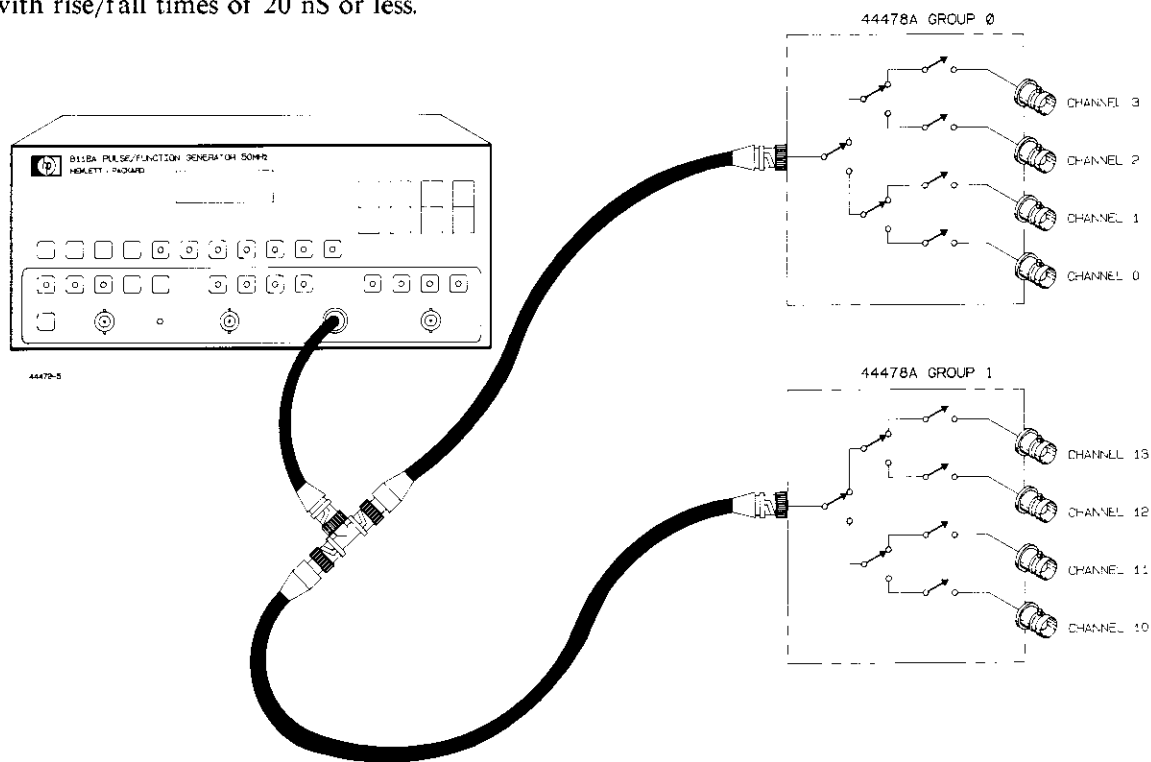 with rise/fall times of 20 nS or less.
44478A GROUP 0
CHANNEL 3
CHANNEL 2
CHANNEL 1
CHANNEL 0
hp
8116A PULSE/FUNCTION GENERATOR 50MHz
HEWLETT • PACKARD
44478-5
44478A GROUP 1
CHANNEL 13
CHANNEL 12
CHANNEL 11
CHANNEL 10